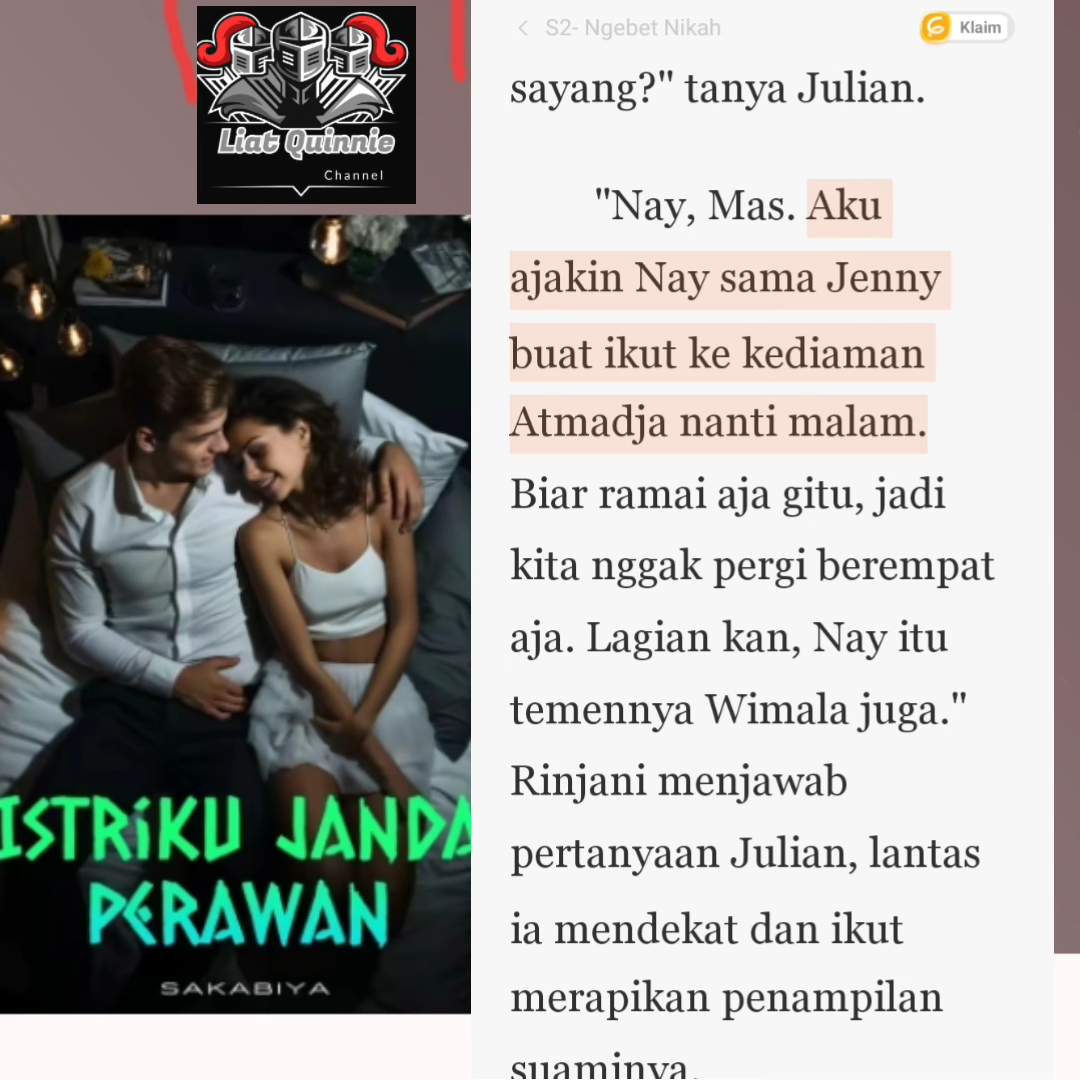 Liat Quinnie
Channel
ISTRIKU JANDA
PERAWAN
SAKABIYA
S2- Ngebet Nikah
Klaim
sayang?" tanya Julian.
"Nay, Mas. Aku
ajakin Nay sama Jenny
buat ikut ke kediaman
Atmadja nanti malam.
Biar ramai aja gitu, jadi
kita nggak pergi berempat
aja. Lagian kan, Nay itu
temennya Wimala juga."
Rinjani menjawab
pertanyaan Julian, lantas
ia mendekat dan ikut
merapikan penampilan
suaminya.